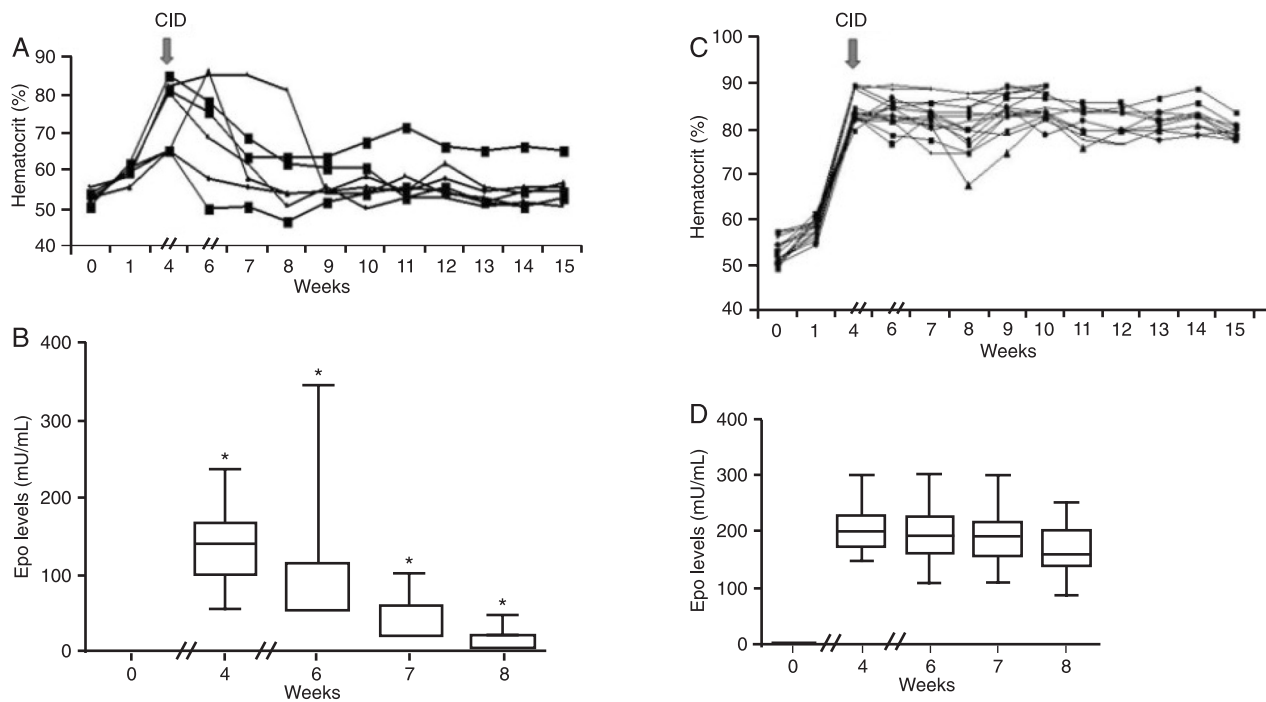 CID
A
90
80
70
60
50
40
Hematocrit (%)
0 1 4 6 7 8 9 10 11 12 13 14 15
Weeks
B
400
300
200
100
0
Epo levels (mU/mL)
* * * *
0 4 6 7 8
Weeks
CID
C
100
90
80
70
60
50
40
Hematocrit (%)
0 1 4 6 7 8 9 10 11 12 13 14 15
Weeks
D
400
300
200
100
0
Epo levels (mU/mL)
0 4 6 7 8
Weeks